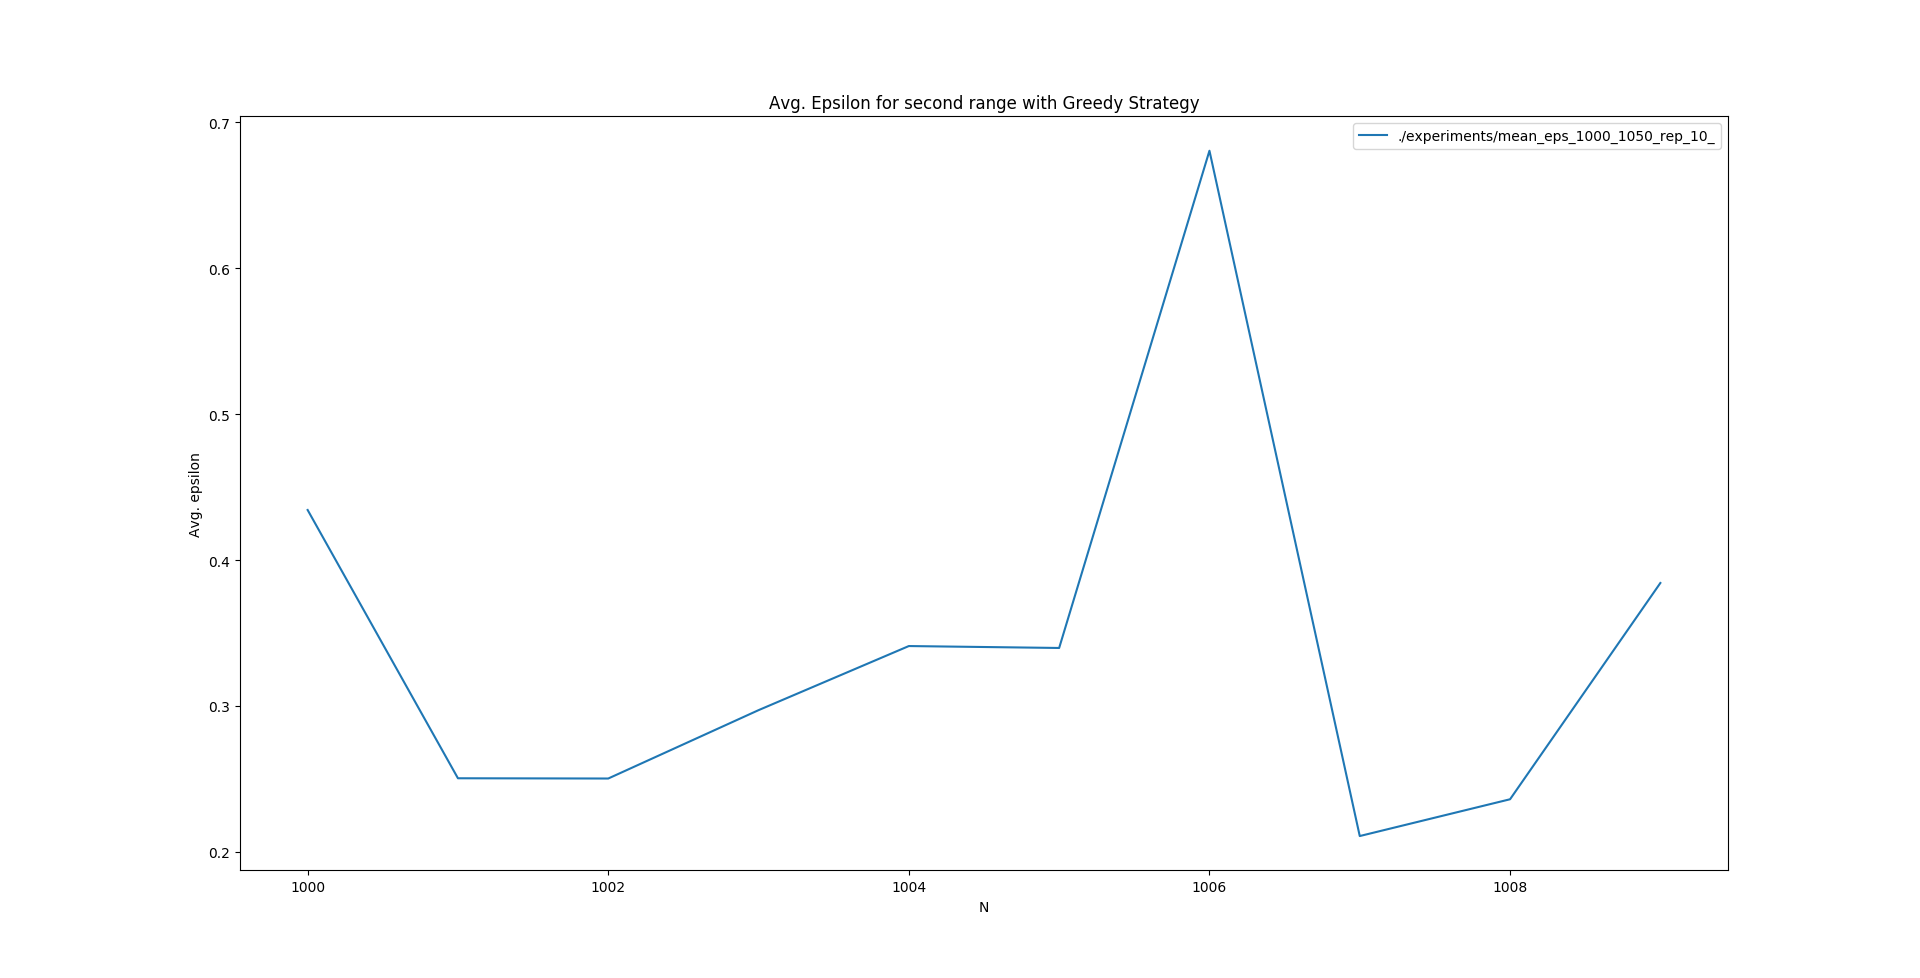 Avg. Epsilon for second range with Greedy Strategy
./experiments/mean_eps_1000_1050_rep_10_
0.7
0.6
0.5
0.4
0.3
0.2
Avg. epsilon
1000 1002 1004 1006 1008
N